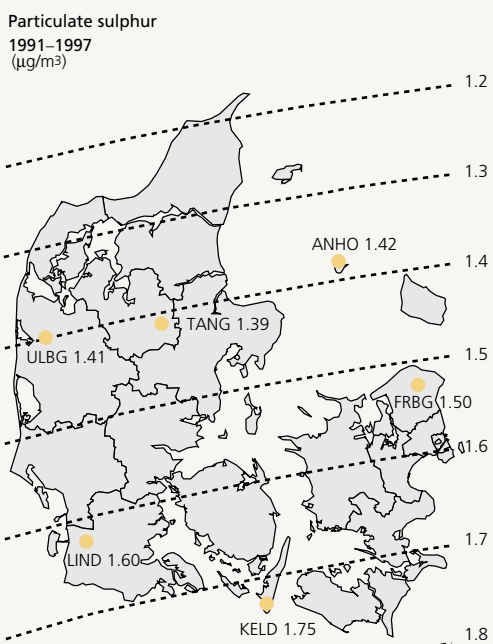 Particulate sulphur
1991–1997
(µg/m3)
1.2
1.3
ANHO 1.42
1.4
TANG 1.39
ULBG 1.41
1.5
FRBG 1.50
1.6
LIND 1.60
1.7
KELD 1.75
1.8